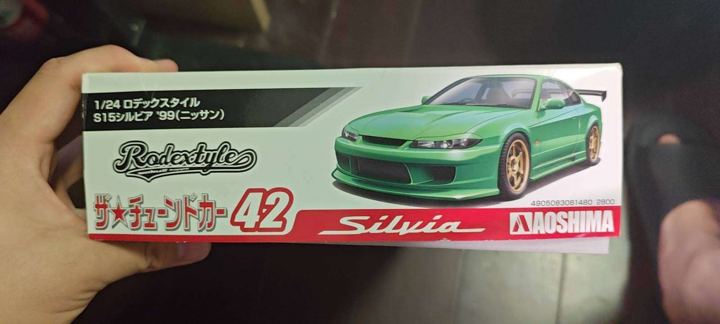 1/24 ロデックスタイル
S15シルビア '99(ニッサン)
Rodextyle
ザ★チューンドカー 42
Silvia
4905083061480 2800
AOSHIMA